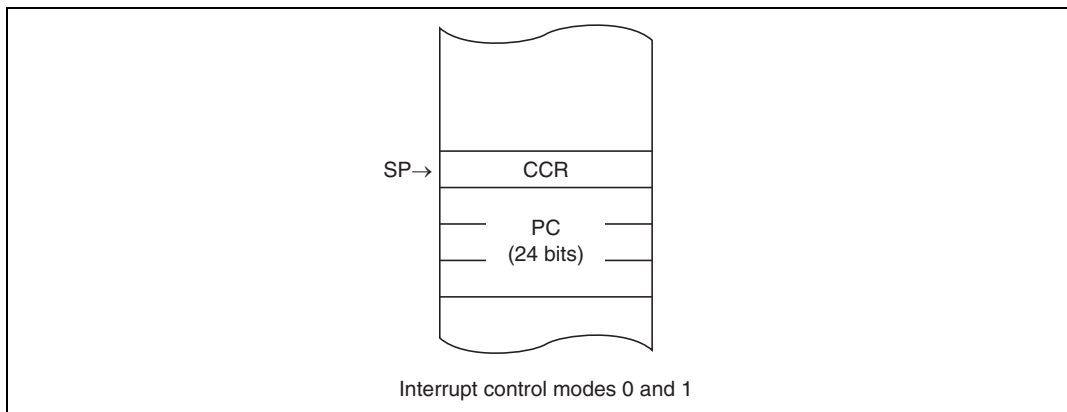 SP→ CCR
PC
(24 bits)
Interrupt control modes 0 and 1